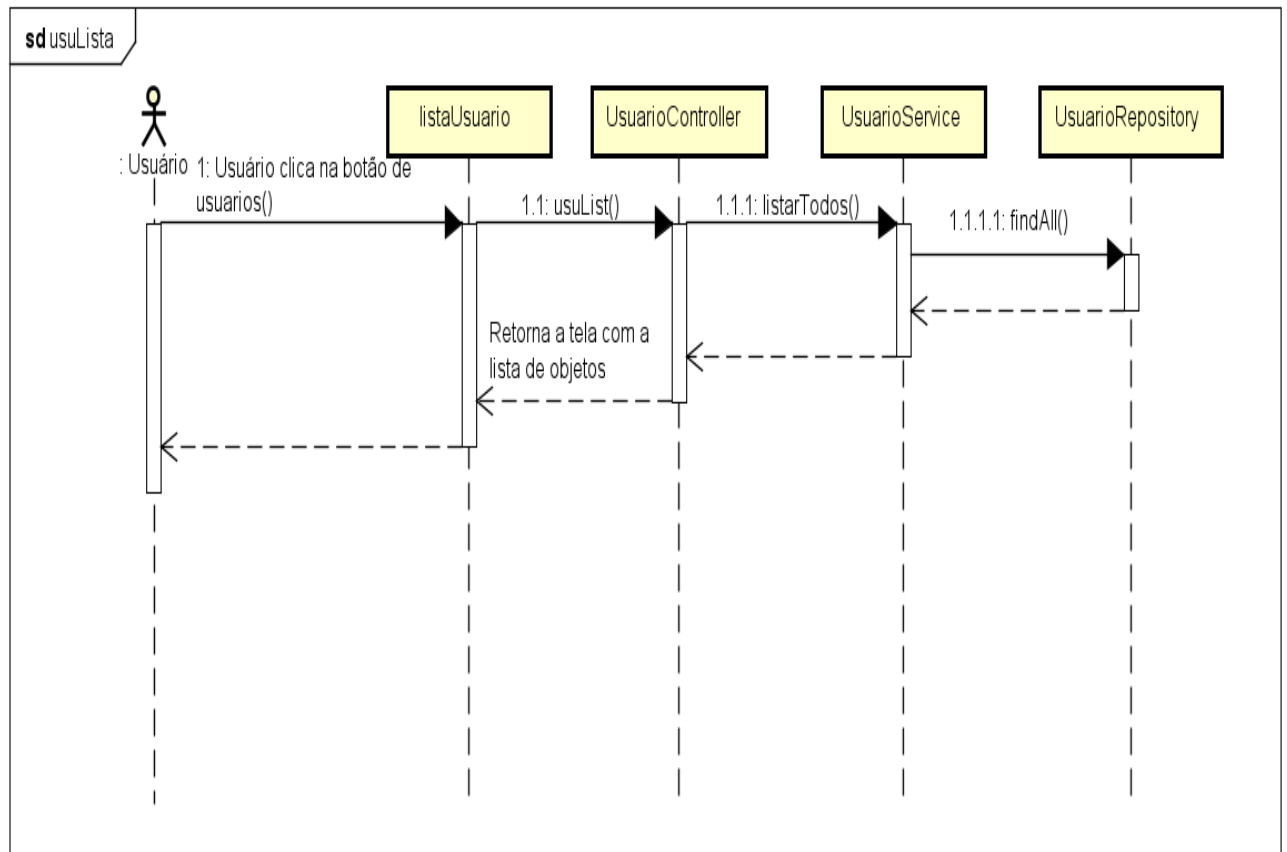 sd usuLista
listaUsuario
UsuarioController
UsuarioService
UsuarioRepository
: Usuário
1: Usuário clica na botão de
usuarios()
1.1: usuList()
1.1.1: listarTodos()
1.1.1.1: findAll()
Retorna a tela com a
lista de objetos